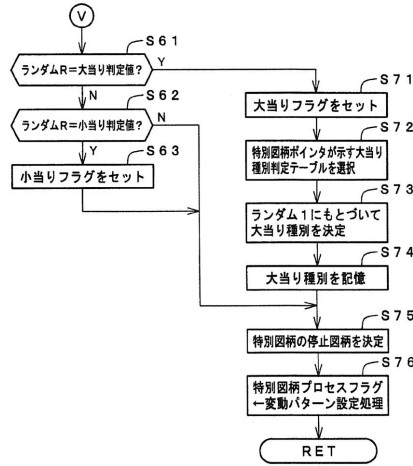 V
S61
ランダムR＝大当り判定値？
Y
N
S62
ランダムR＝小当り判定値？
N
Y
S63
小当りフラグをセット
S71
大当りフラグをセット
S72
特別図柄ポインタが示す大当り
種別判定テーブルを選択
S73
ランダム1にもとづいて
大当り種別を決定
S74
大当り種別を記憶
S75
特別図柄の停止図柄を決定
S76
特別図柄プロセスフラグ
←変動パターン設定処理
RET